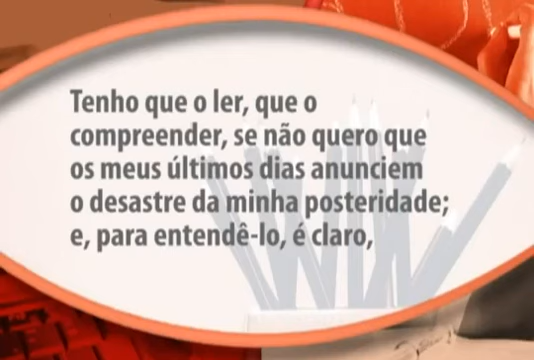 Tenho que o ler, que o
compreender, se não quero que
os meus últimos dias anunciem
o desastre da minha posteridade;
e, para entendê-lo, é claro,